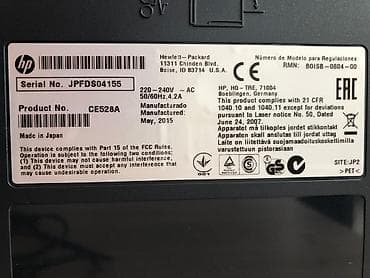 hp
Serial No. JPFDS04155
Product No. CE528A
Made in Japan
Hewlett-Packard
11311 Chinden Blvd.
Boise, ID 83714 U.S.A.
220-240V ~ AC
50/60Hz, 4.2A
Manufactured
Manufacturado
May, 2015
This device complies with Part 15 of the FCC Rules.
Operation is subject to the following two conditions:
(1) This device may not cause harmful interference, and
(2) this device must accept any interference
received, including interference that may cause
undesired operation.
CE
Número de Modelo para Regulaciones
RMN: BOISB-0804-00
HP, HQ-TRE, 71004
Boeblingen, Germany
EAC
This product complies with 21 CFR
1040.10 and 1040.11 except for deviations
pursuant to Laser notice No. 50, Dated
June 24, 2007.
Apparatet må tilkoples jordet stikkontakt
Apparaten skall anslutas till jordat uttag
Laite on liitettävä suojamaadoituskoskettimilla
varustettuun pistorasiaan
SITE:JP2
>PET<